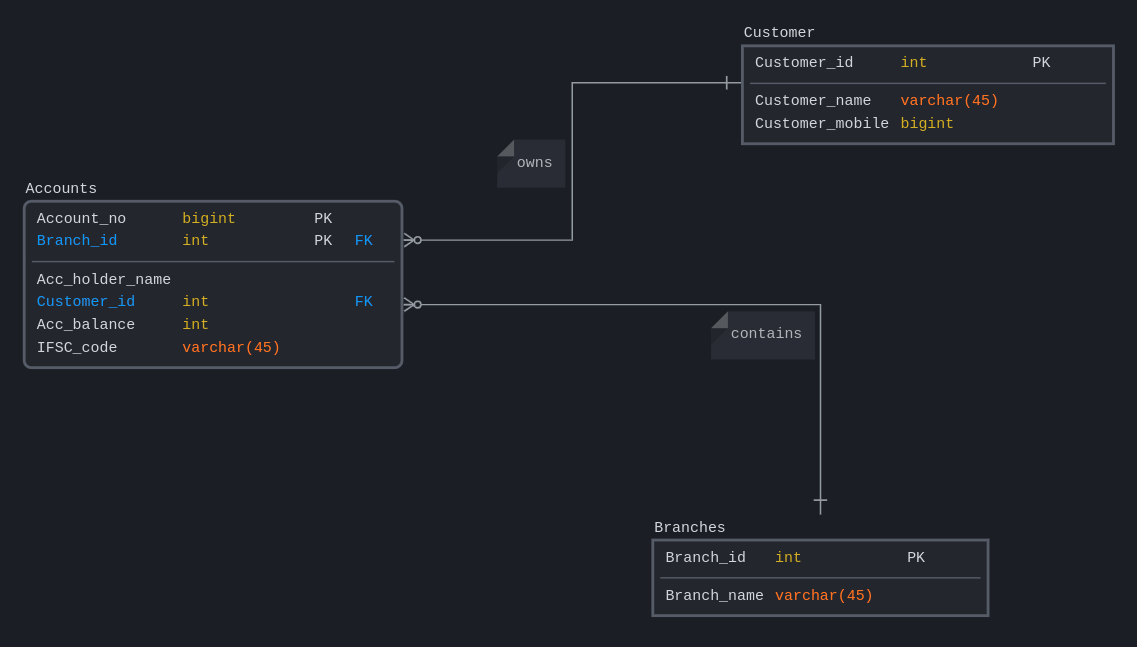 Customer
Customer_id int PK
Customer_name varchar(45)
Customer_mobile bigint
owns
Accounts
Account_no bigint PK
Branch_id int PK FK
Acc_holder_name
Customer_id int FK
Acc_balance int
IFSC_code varchar(45)
contains
Branches
Branch_id int PK
Branch_name varchar(45)